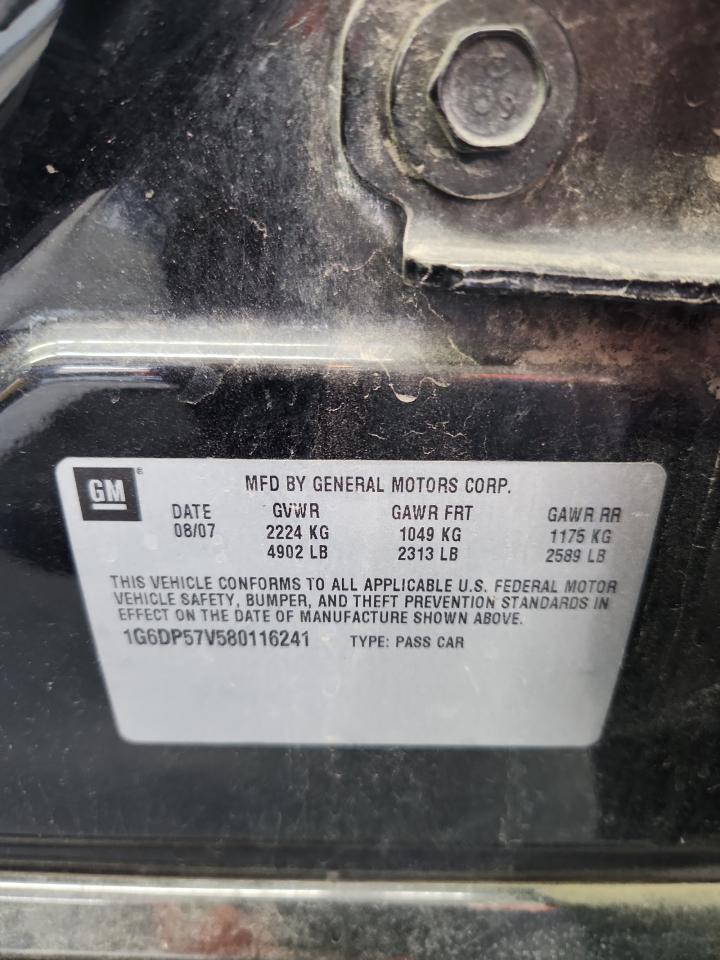 GM ® MFD BY GENERAL MOTORS CORP.
DATE GVWR GAWR FRT GAWR RR
08/07 2224 KG 1049 KG 1175 KG
4902 LB 2313 LB 2589 LB
THIS VEHICLE CONFORMS TO ALL APPLICABLE U.S. FEDERAL MOTOR
VEHICLE SAFETY, BUMPER, AND THEFT PREVENTION STANDARDS IN
EFFECT ON THE DATE OF MANUFACTURE SHOWN ABOVE.
1G6DP57V580116241 TYPE: PASS CAR